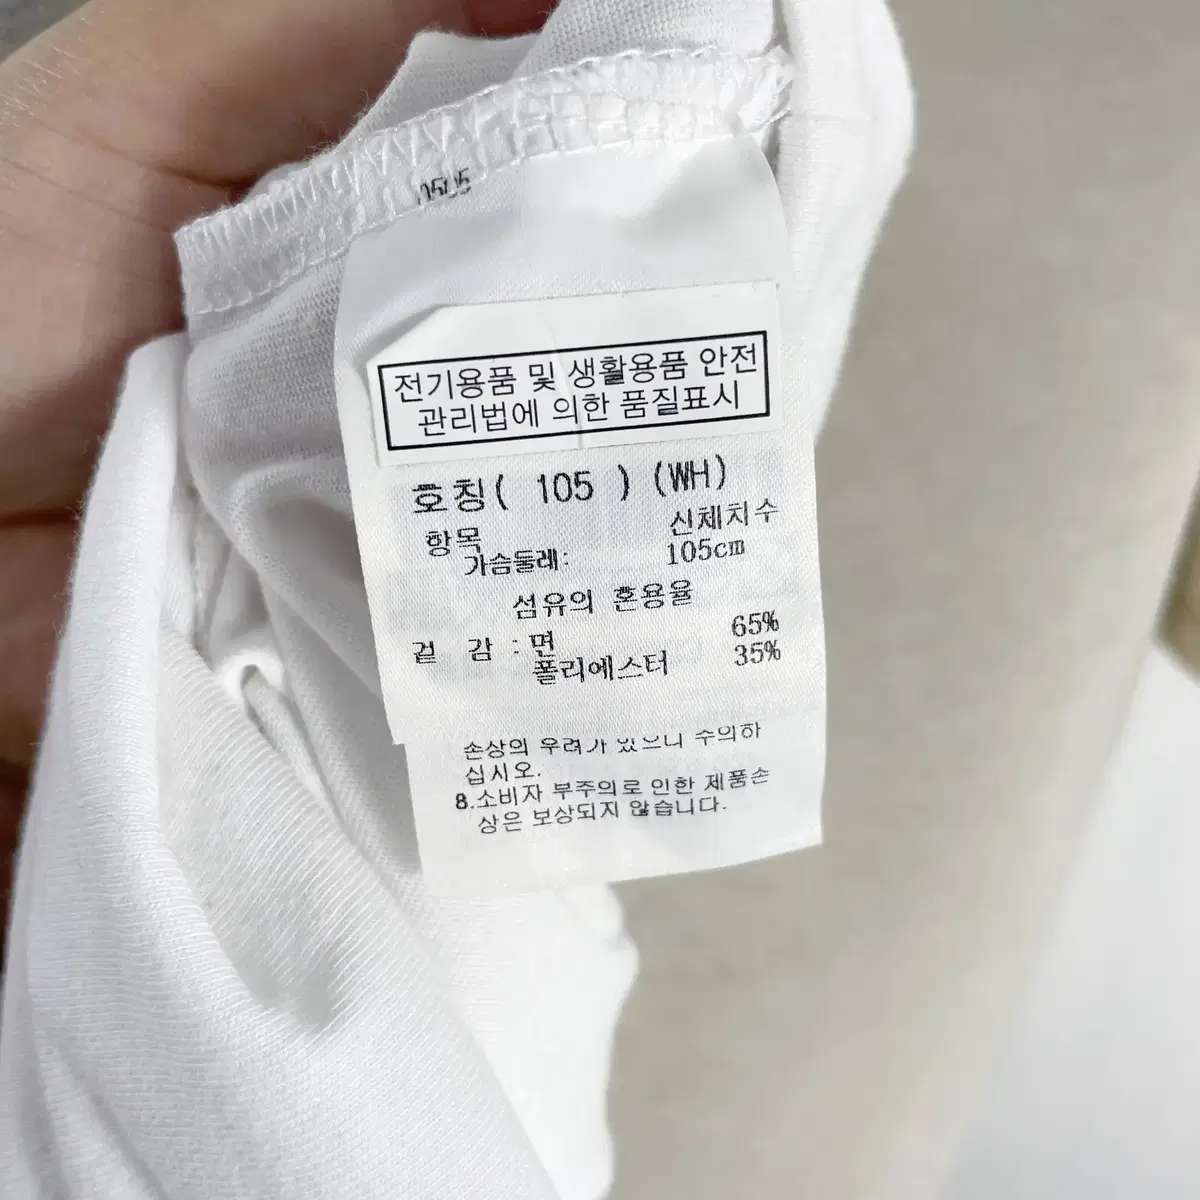 전기용품 및 생활용품 안전
관리법에 의한 품질표시
호칭( 105 ) (WH)
항목 신체치수
가슴둘레: 105cm
섬유의 혼용율
겉 감 : 면 65%
폴리에스터 35%
손상의 우려가 있으니 주의하
십시오.
8.소비자 부주의로 인한 제품손
상은 보상되지 않습니다.